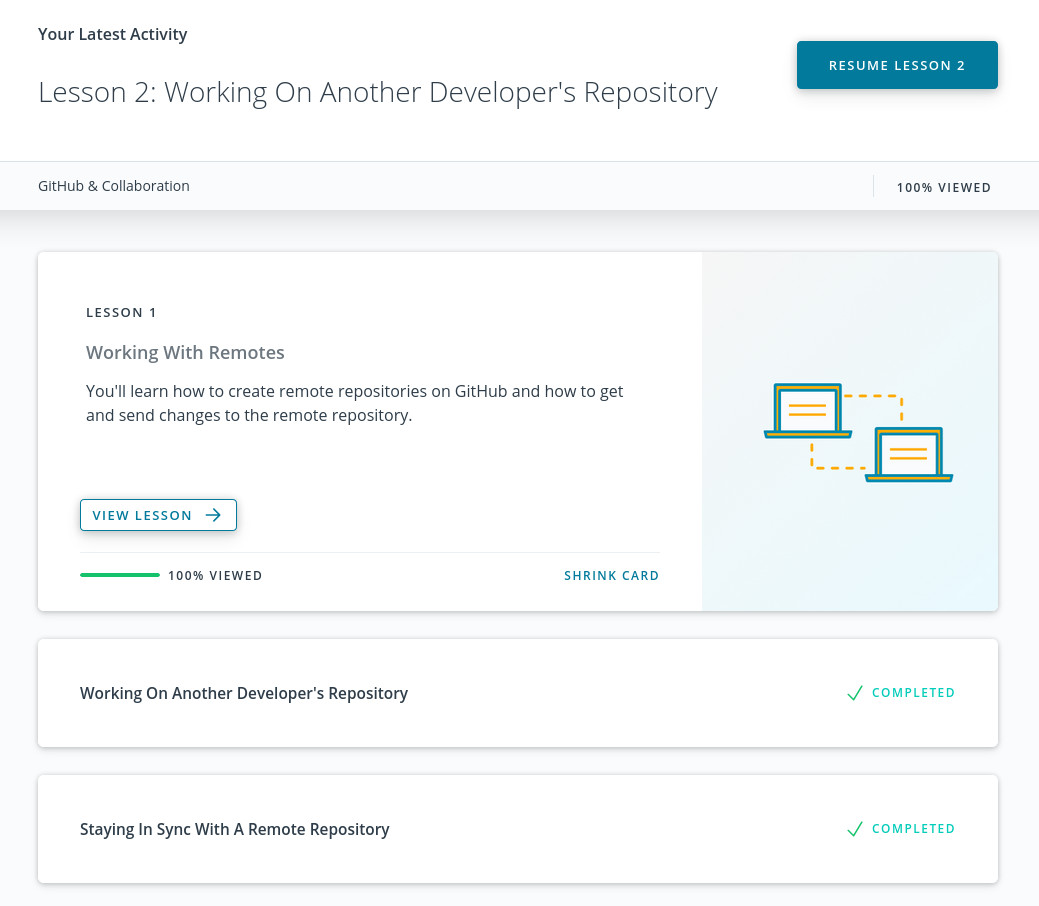 Your Latest Activity
RESUME LESSON 2
Lesson 2: Working On Another Developer's Repository
GitHub & Collaboration
100% VIEWED
LESSON 1
Working With Remotes
You'll learn how to create remote repositories on GitHub and how to get
and send changes to the remote repository.
VIEW LESSON
100% VIEWED
SHRINK CARD
Working On Another Developer's Repository
COMPLETED
Staying In Sync With A Remote Repository
COMPLETED